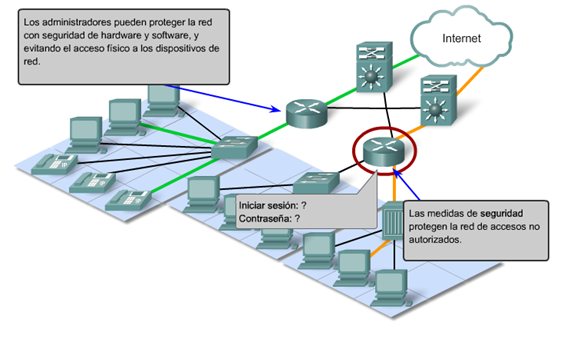 Los administradores pueden proteger la red
con seguridad de hardware y software, y
evitando el acceso físico a los dispositivos de
red.
Internet
Iniciar sesión: ?
Contraseña: ?
Las medidas de seguridad
protegen la red de accesos no
autorizados.